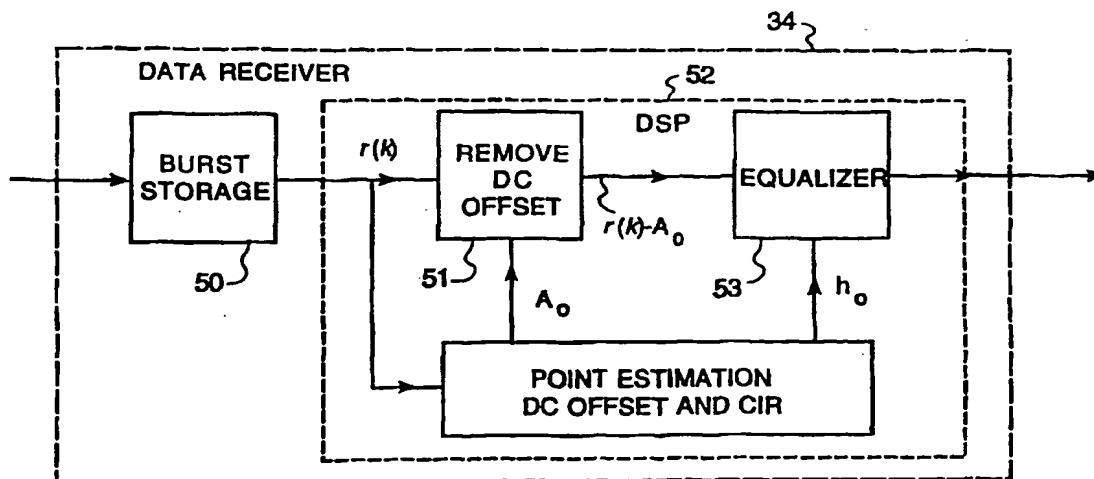 34
DATA RECEIVER
52
DSP
BURST
STORAGE
r(k)
REMOVE
DC
OFFSET
r(k)-A₀
EQUALIZER
50
51
A₀
53
h₀
POINT ESTIMATION
DC OFFSET AND CIR